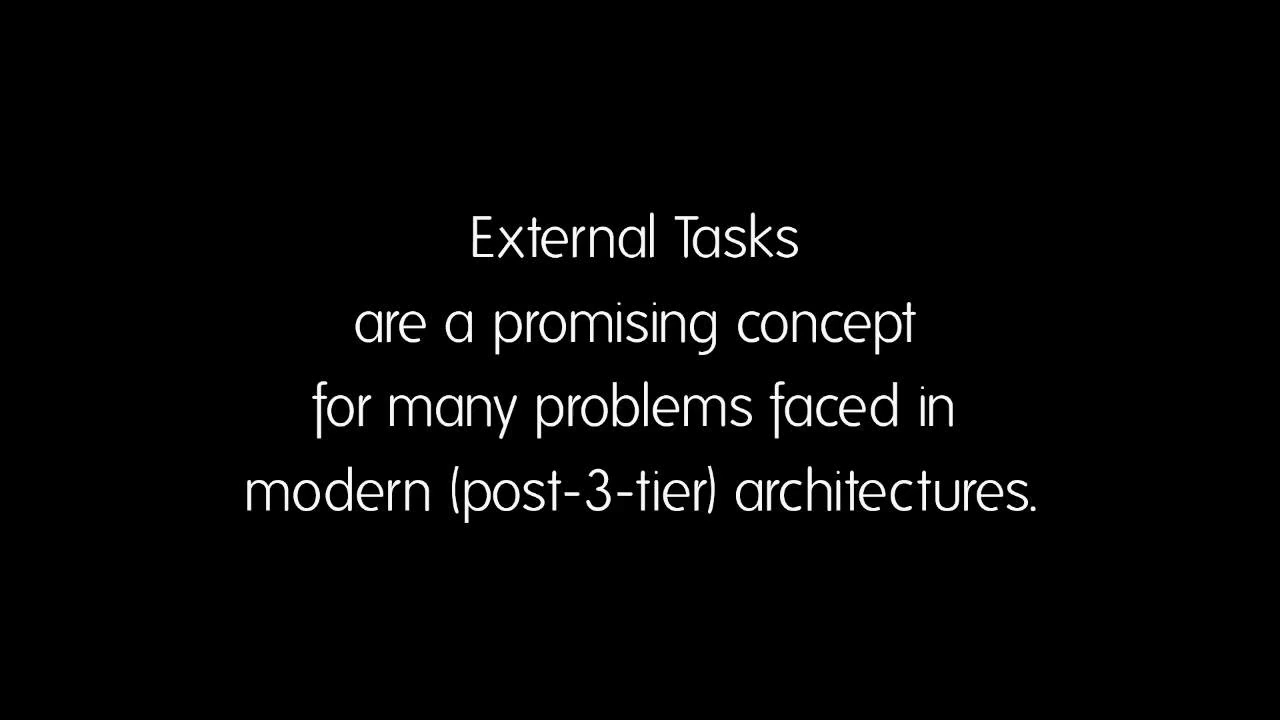 External Tasks
are a promising concept
for many problems faced in
modern (post-3-tier) architectures.